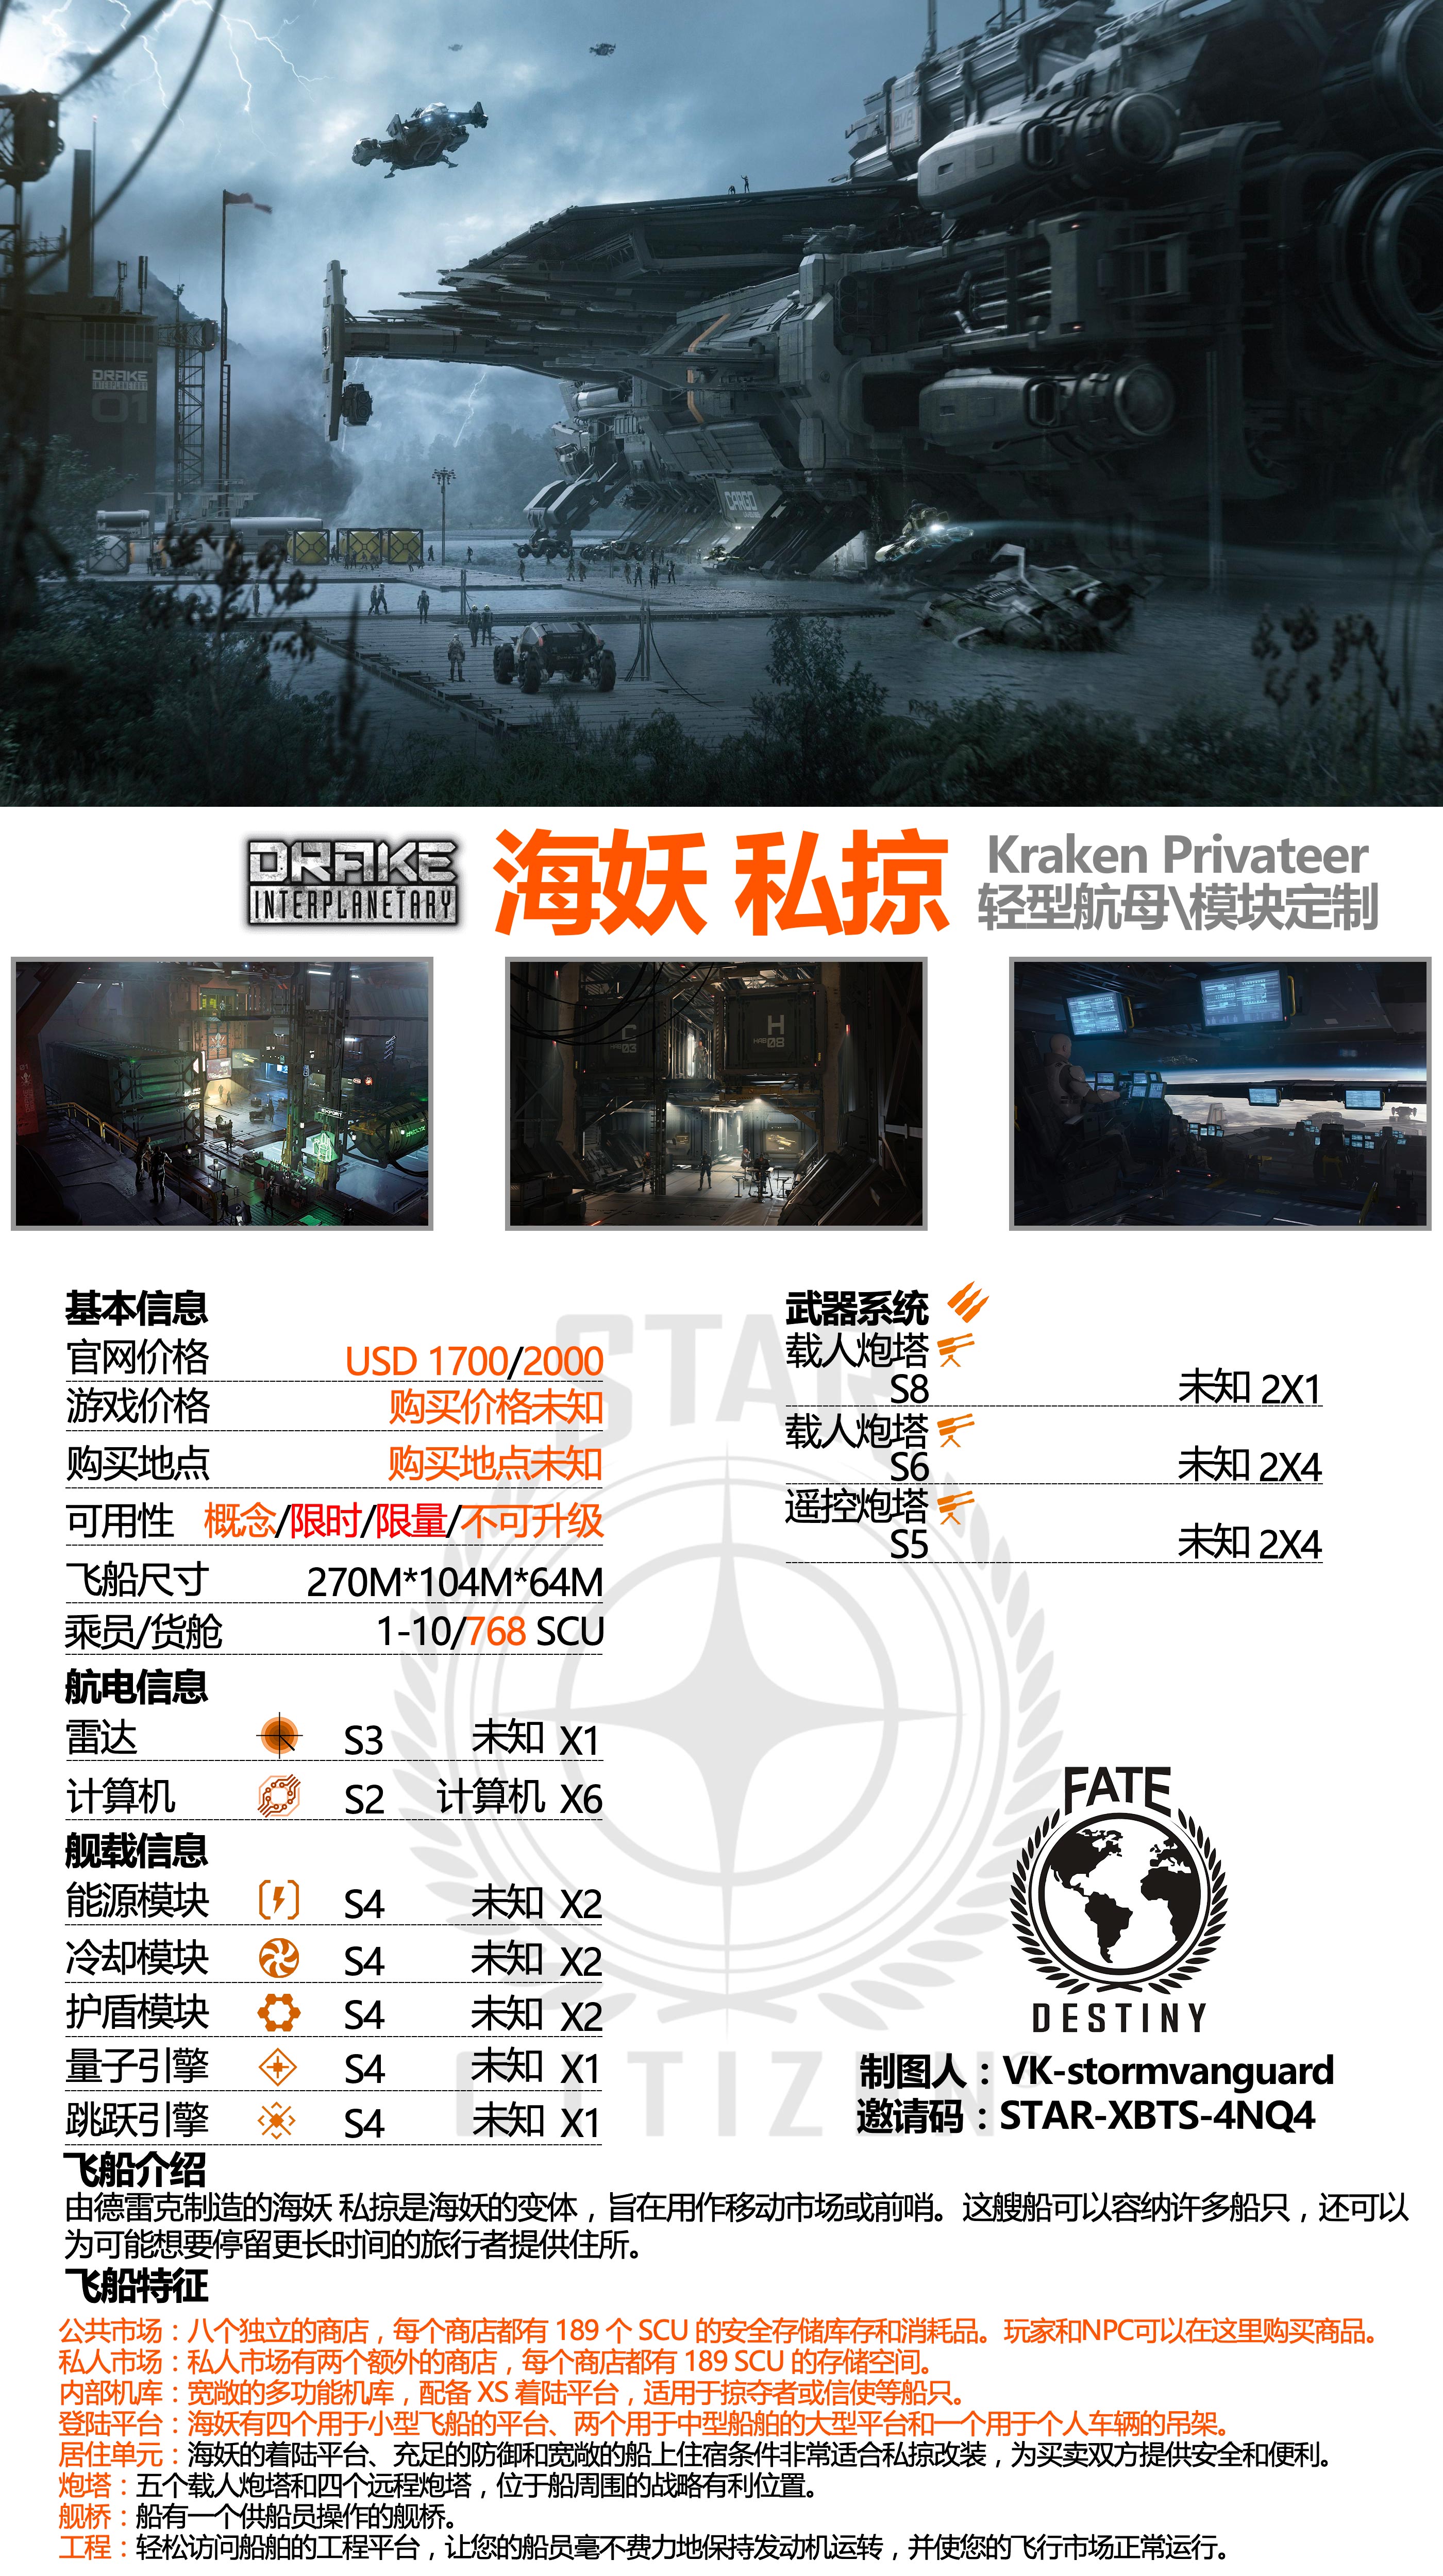 DRAKE
INTERPLANETARY
01
CARGO
DRAKE
INTERPLANETARY
海妖 私掠
Kraken Privateer
轻型航母\模块定制
C
03
H
08
STAR
CITIZEN
基本信息
官网价格 USD 1700/2000
游戏价格 购买价格未知
购买地点 购买地点未知
可用性 概念/限时/限量/不可升级
飞船尺寸 270M*104M*64M
乘员/货舱 1-10/768 SCU
航电信息
雷达 S3 未知 X1
计算机 S2 计算机 X6
舰载信息
能源模块 S4 未知 X2
冷却模块 S4 未知 X2
护盾模块 S4 未知 X2
量子引擎 S4 未知 X1
跳跃引擎 S4 未知 X1
武器系统
载人炮塔
S8 未知 2X1
载人炮塔
S6 未知 2X4
遥控炮塔
S5 未知 2X4
FATE
DESTINY
制图人：VK-stormvanguard
邀请码：STAR-XBTS-4NQ4
飞船介绍
由德雷克制造的海妖 私掠是海妖的变体，旨在用作移动市场或前哨。这艘船可以容纳许多船只，还可以
为可能想要停留更长时间的旅行者提供住所。
飞船特征
公共市场：八个独立的商店，每个商店都有 189 个 SCU 的安全存储库存和消耗品。玩家和NPC可以在这里购买商品。
私人市场：私人市场有两个额外的商店，每个商店都有 189 SCU 的存储空间。
内部机库：宽敞的多功能机库，配备 XS 着陆平台，适用于掠夺者或信使等船只。
登陆平台：海妖有四个用于小型飞船的平台、两个用于中型船舶的大型平台和一个用于个人车辆的吊架。
居住单元：海妖的着陆平台、充足的防御和宽敞的船上住宿条件非常适合私掠改装，为买卖双方提供安全和便利。
炮塔：五个载人炮塔和四个远程炮塔，位于船周围的战略有利位置。
舰桥：船有一个供船员操作的舰桥。
工程：轻松访问船舶的工程平台，让您的船员毫不费力地保持发动机运转，并使您的飞行市场正常运行。